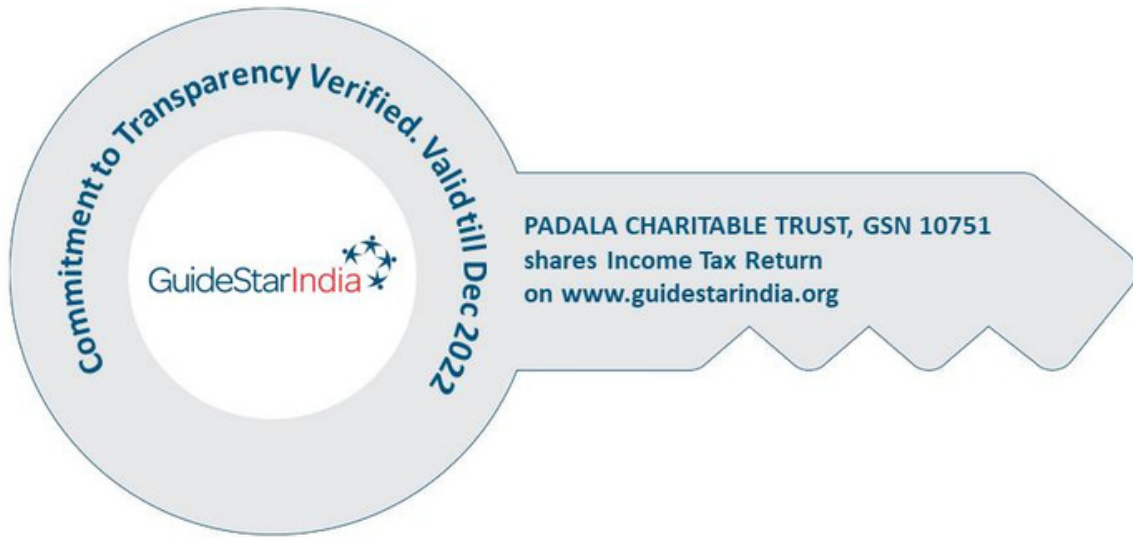 Commitment to Transparency Verified. Valid till Dec 2022
GuideStarIndia
PADALA CHARITABLE TRUST, GSN 10751
shares Income Tax Return
on www.guidestarindia.org